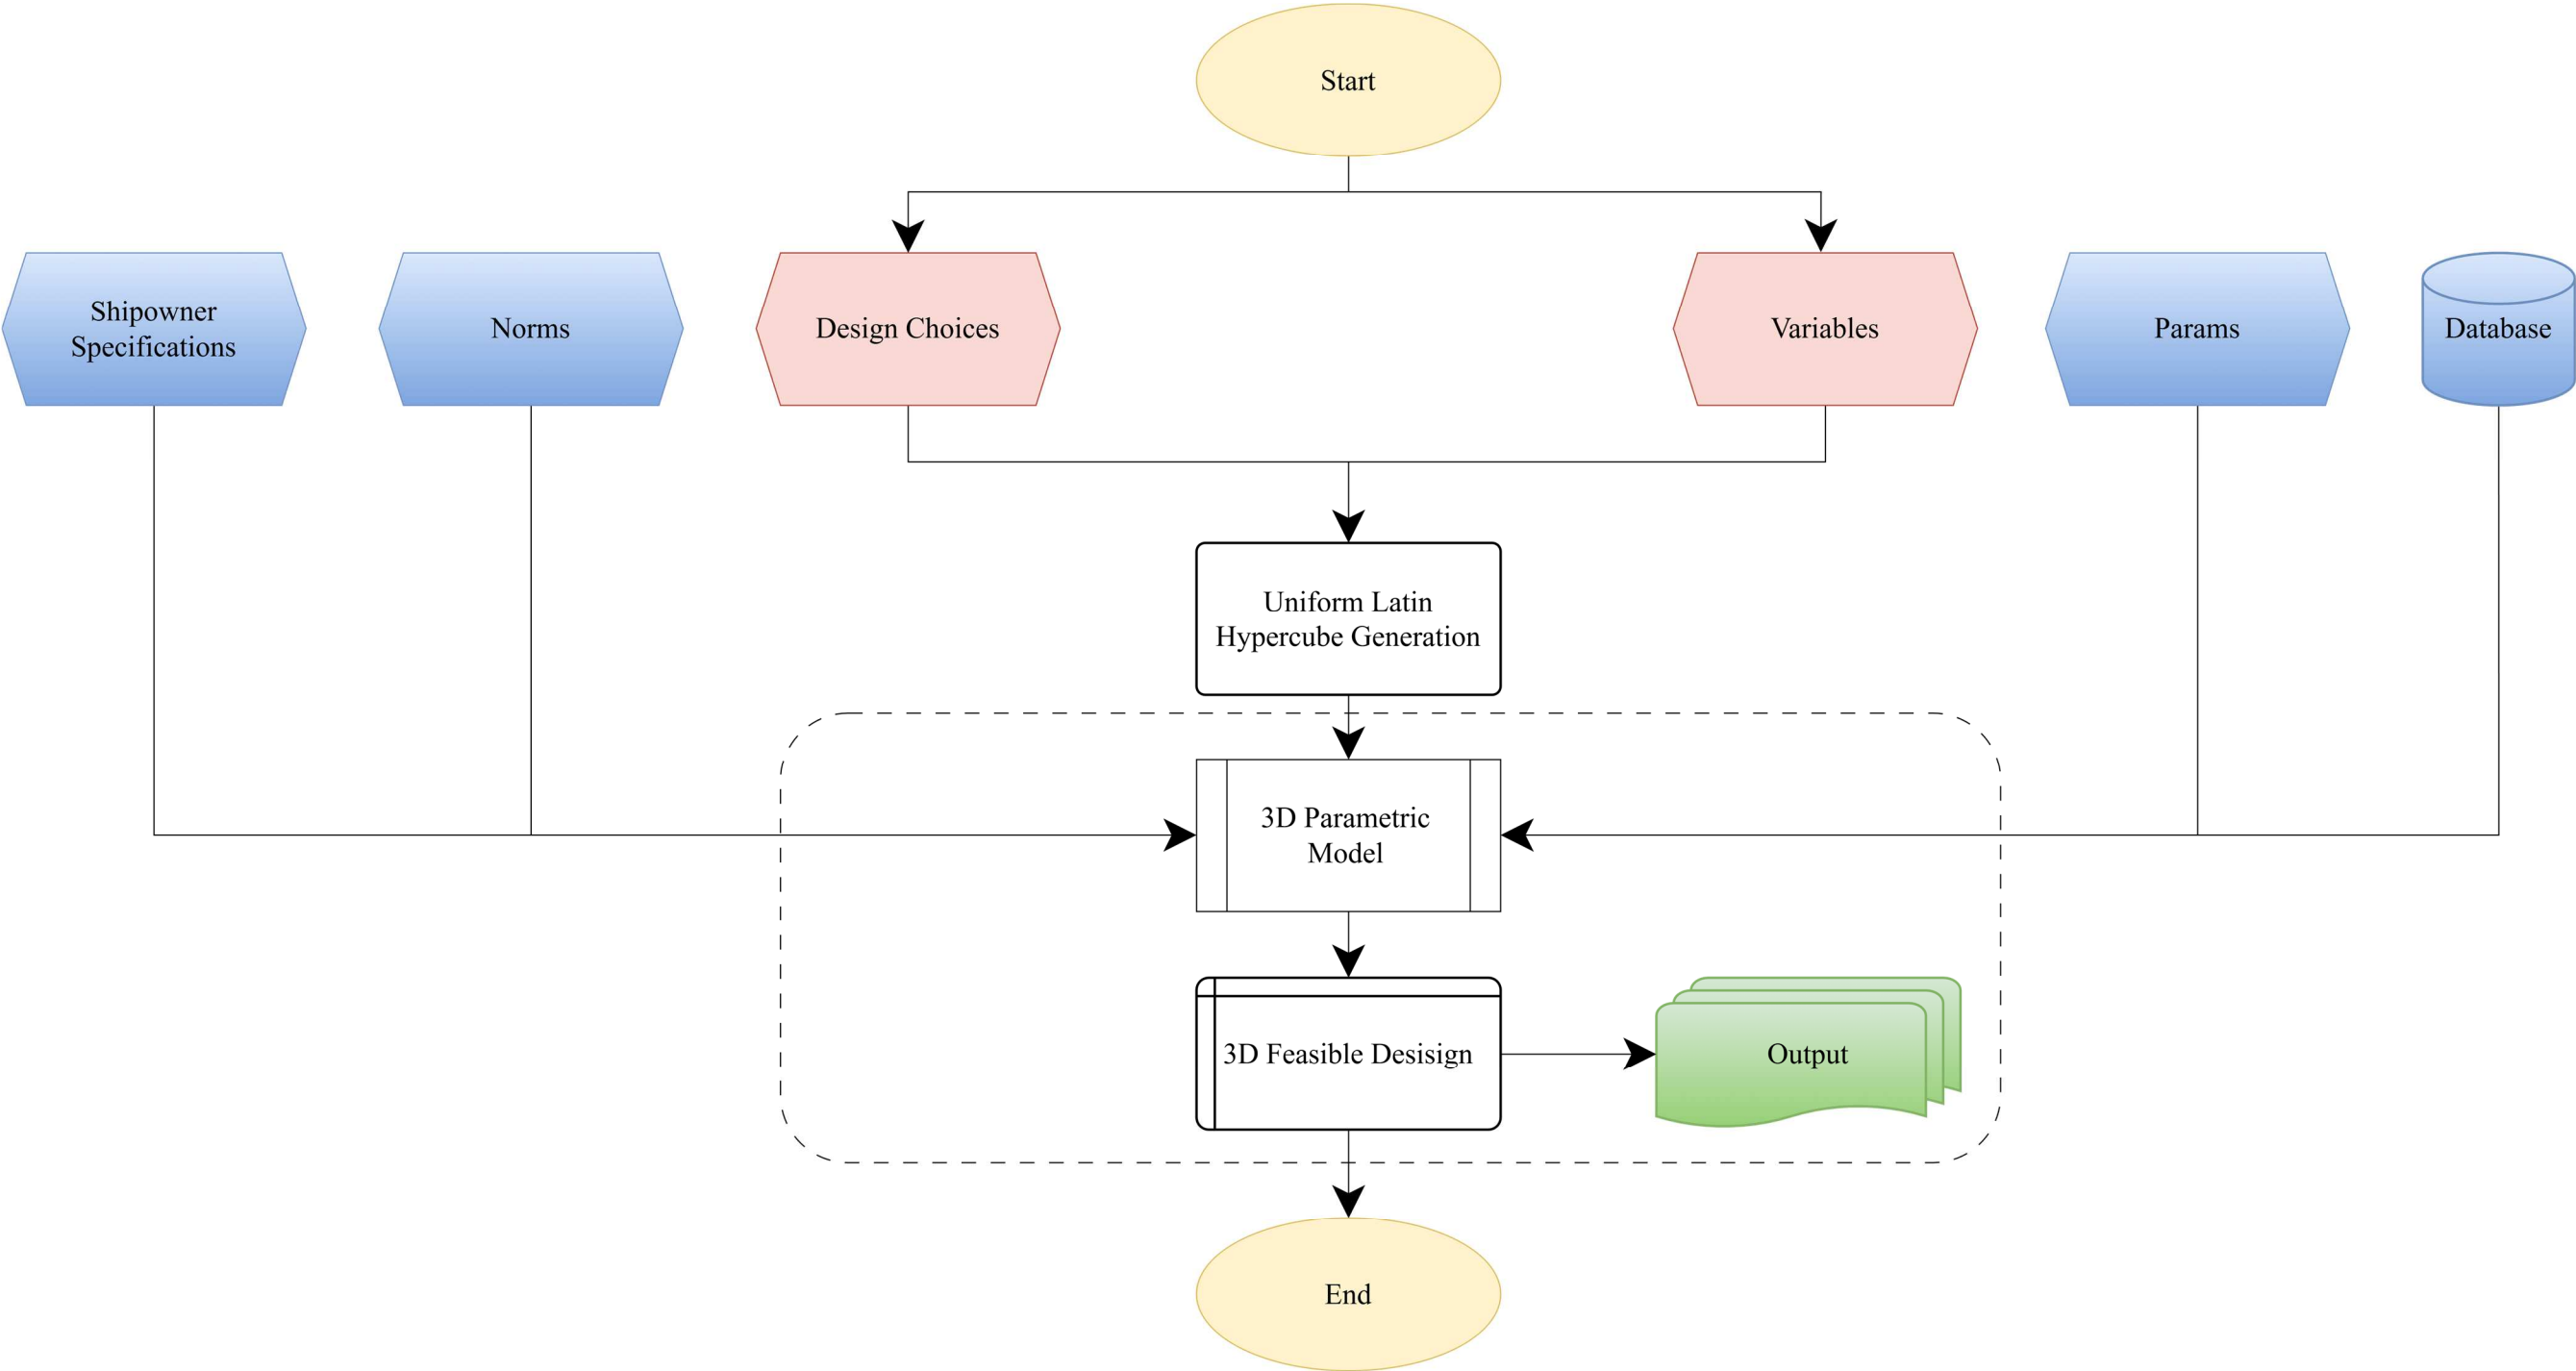 Start
Shipowner
Specifications
Norms
Design Choices
Variables
Params
Database
Uniform Latin
Hypercube Generation
3D Parametric
Model
3D Feasible Desisign
Output
End